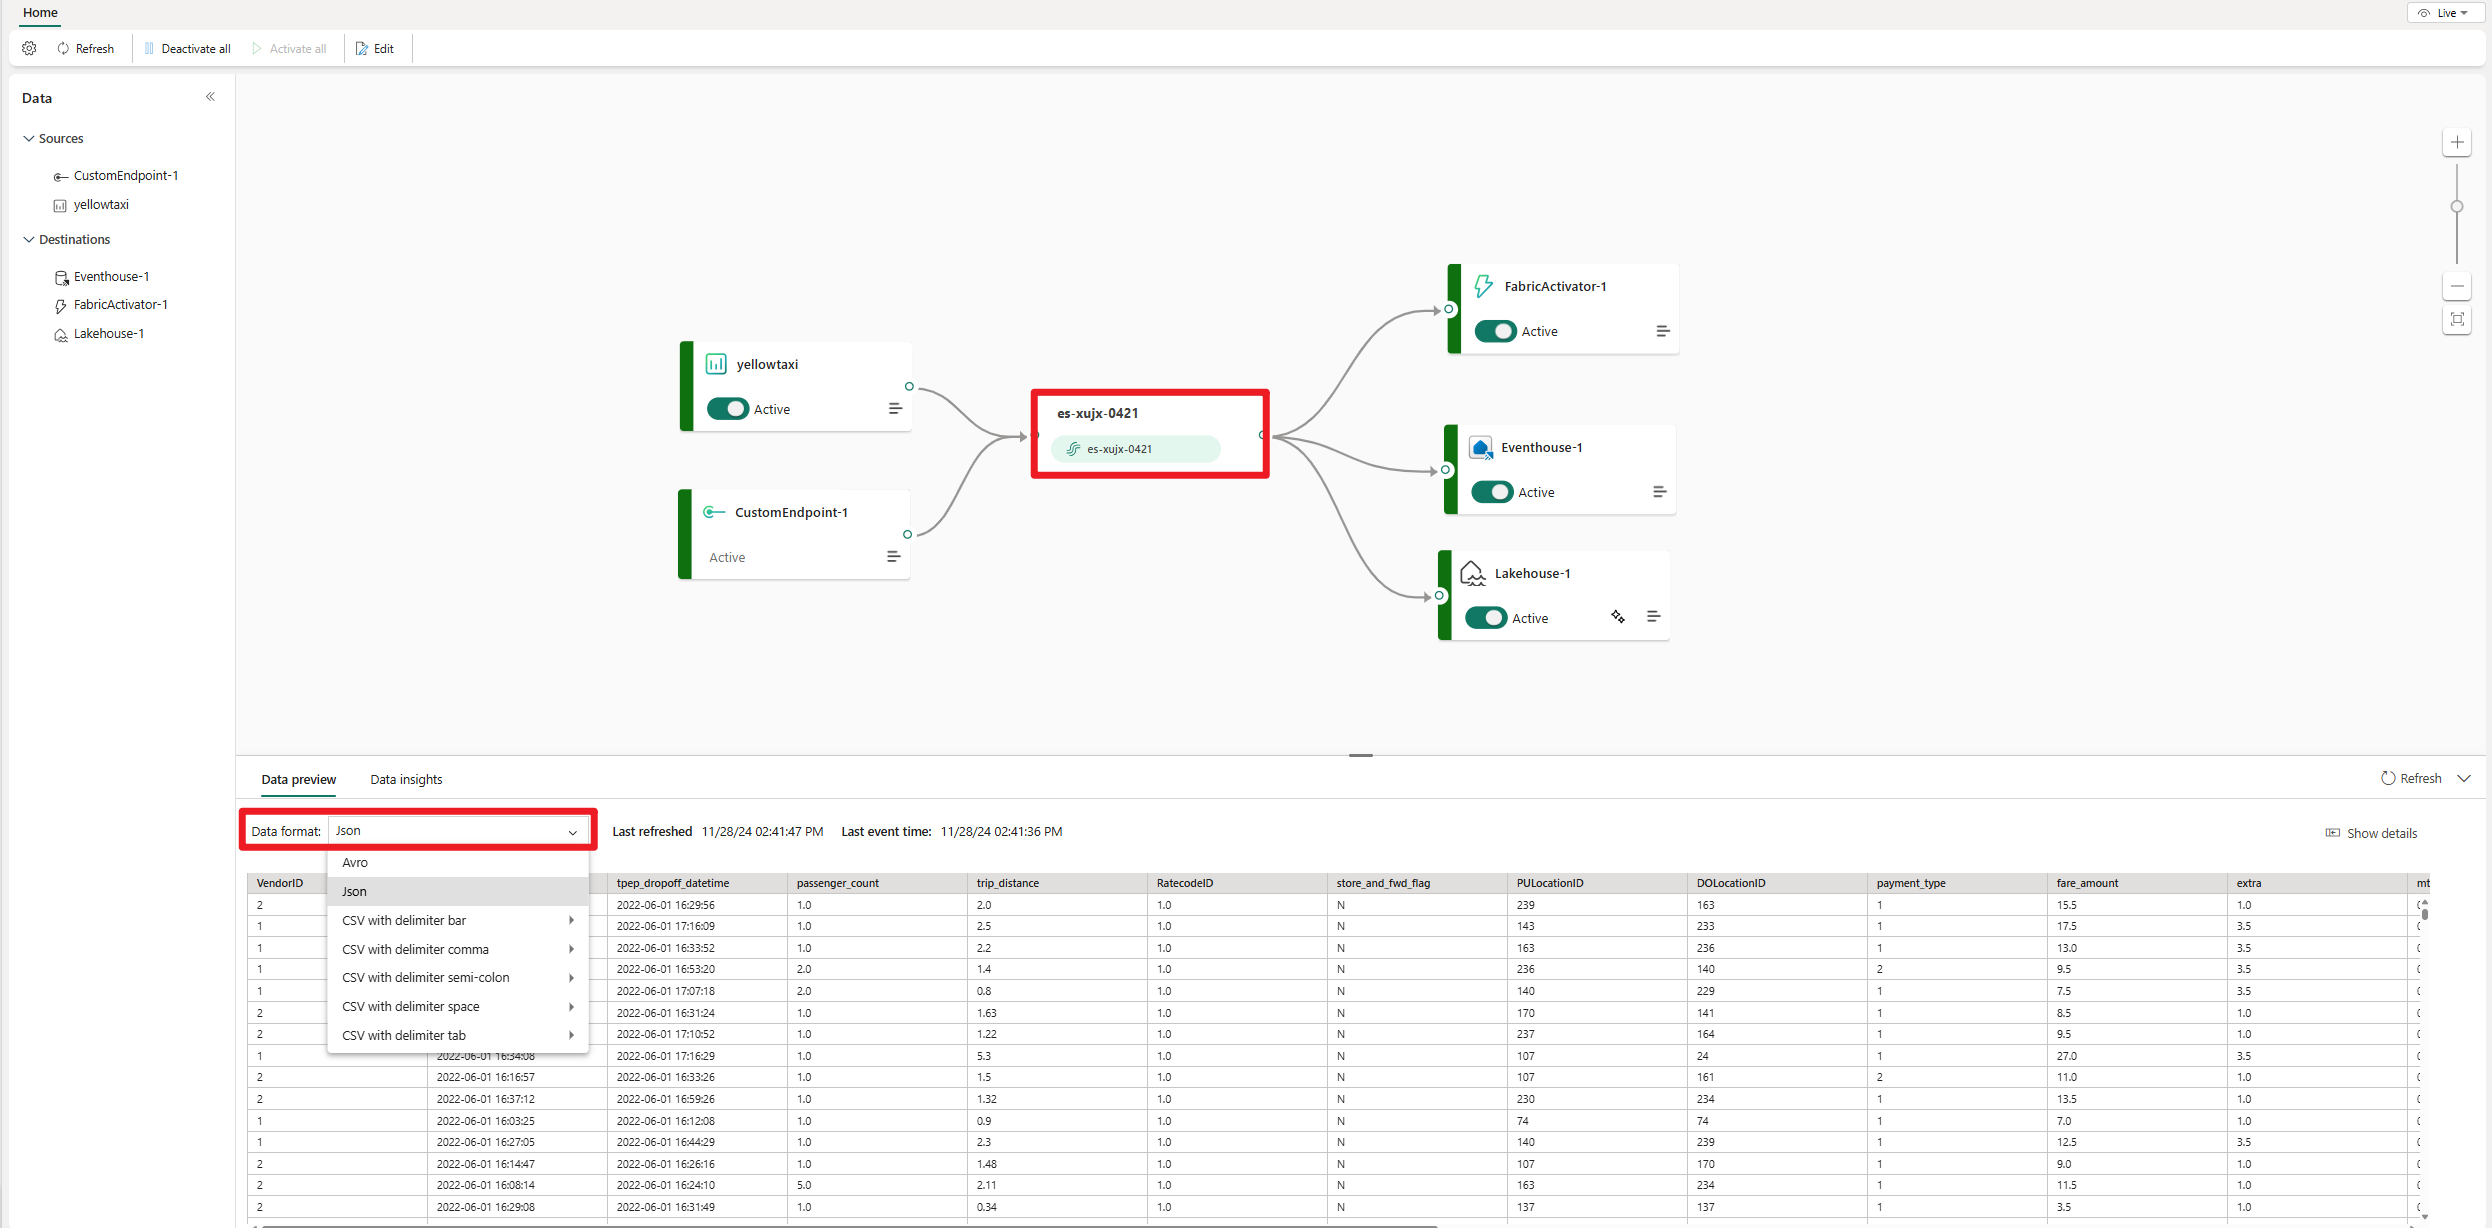 Home
Live
Refresh
Deactivate all
Activate all
Edit
Data
Sources
CustomEndpoint-1
yellowtaxi
Destinations
Eventhouse-1
FabricActivator-1
Lakehouse-1
yellowtaxi
Active
CustomEndpoint-1
Active
es-xujx-0421
es-xujx-0421
FabricActivator-1
Active
Eventhouse-1
Active
Lakehouse-1
Active
Data preview
Data insights
Refresh
Data format: Json
Last refreshed 11/28/24 02:41:47 PM Last event time: 11/28/24 02:41:36 PM
Show details
Avro
Json
CSV with delimiter bar
CSV with delimiter comma
CSV with delimiter semi-colon
CSV with delimiter space
CSV with delimiter tab
VendorID tpep_dropoff_datetime passenger_count trip_distance RatecodeID store_and_fwd_flag PULocationID DOLocationID payment_type fare_amount extra mt
2 2022-06-01 16:29:56 1.0 2.0 1.0 N 239 163 1 15.5 1.0
1 2022-06-01 17:16:09 1.0 2.5 1.0 N 143 233 1 17.5 3.5
1 2022-06-01 16:33:52 1.0 2.2 1.0 N 163 236 1 13.0 3.5
1 2022-06-01 16:53:20 2.0 1.4 1.0 N 236 140 2 9.5 3.5
1 2022-06-01 17:07:18 2.0 0.8 1.0 N 140 229 1 7.5 3.5
2 2022-06-01 16:31:24 1.0 1.63 1.0 N 170 141 1 8.5 1.0
2 2022-06-01 17:10:52 1.0 1.22 1.0 N 237 164 1 9.5 1.0
1 2022-06-01 16:34:08 2022-06-01 17:16:29 1.0 5.3 1.0 N 107 24 1 27.0 3.5
2 2022-06-01 16:16:57 2022-06-01 16:33:26 1.0 1.5 1.0 N 107 161 2 11.0 1.0
2 2022-06-01 16:37:12 2022-06-01 16:59:26 1.0 1.32 1.0 N 230 234 1 13.5 1.0
1 2022-06-01 16:03:25 2022-06-01 16:12:08 1.0 0.9 1.0 N 74 74 1 7.0 1.0
1 2022-06-01 16:27:05 2022-06-01 16:44:29 1.0 2.3 1.0 N 140 239 1 12.5 3.5
2 2022-06-01 16:14:47 2022-06-01 16:26:16 1.0 1.48 1.0 N 107 170 1 9.0 1.0
2 2022-06-01 16:08:14 2022-06-01 16:24:10 5.0 2.11 1.0 N 163 234 1 11.5 1.0
2 2022-06-01 16:29:08 2022-06-01 16:31:49 1.0 0.34 1.0 N 137 137 1 3.5 1.0